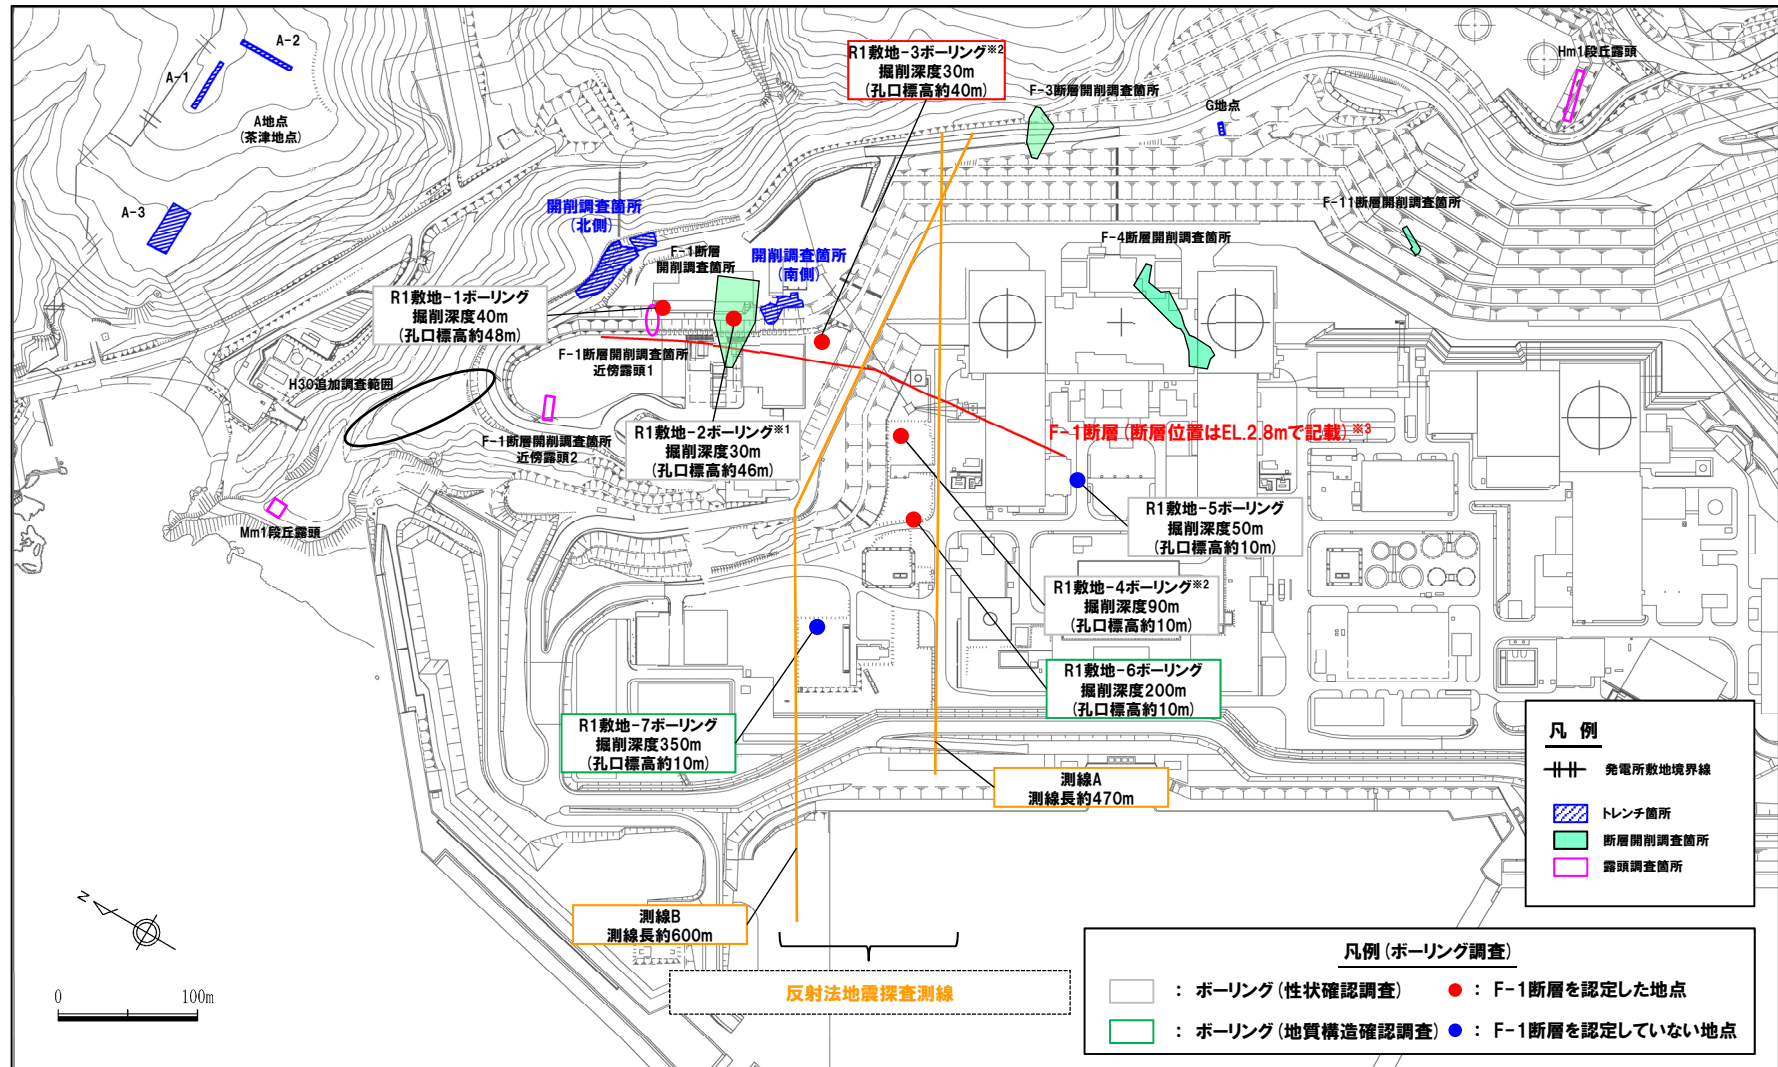 A-2
A-1
A地点
(茶津地点)
A-3
R1敷地-3ボーリング※2
掘削深度30m
(孔口標高約40m)
F-3断層開削調査箇所
G地点
Hm1段丘露頭
F-11断層開削調査箇所
F-4断層開削調査箇所
開削調査箇所
(北側)
F-1断層
開削調査箇所
開削調査箇所
(南側)
R1敷地-1ボーリング
掘削深度40m
(孔口標高約48m)
F-1断層開削調査箇所
近傍露頭1
H30追加調査範囲
F-1断層開削調査箇所
近傍露頭2
R1敷地-2ボーリング※1
掘削深度30m
(孔口標高約46m)
F-1断層(断層位置はEL.2.8mで記載)※3
Mm1段丘露頭
R1敷地-5ボーリング
掘削深度50m
(孔口標高約10m)
R1敷地-4ボーリング※2
掘削深度90m
(孔口標高約10m)
R1敷地-6ボーリング
掘削深度200m
(孔口標高約10m)
R1敷地-7ボーリング
掘削深度350m
(孔口標高約10m)
測線A
測線長約470m
測線B
測線長約600m
反射法地震探査測線
N
0 100m
凡 例
発電所敷地境界線
トレンチ箇所
断層開削調査箇所
露頭調査箇所
凡例(ボーリング調査)
: ボーリング(性状確認調査)
: F-1断層を認定した地点
: ボーリング(地質構造確認調査)
: F-1断層を認定していない地点